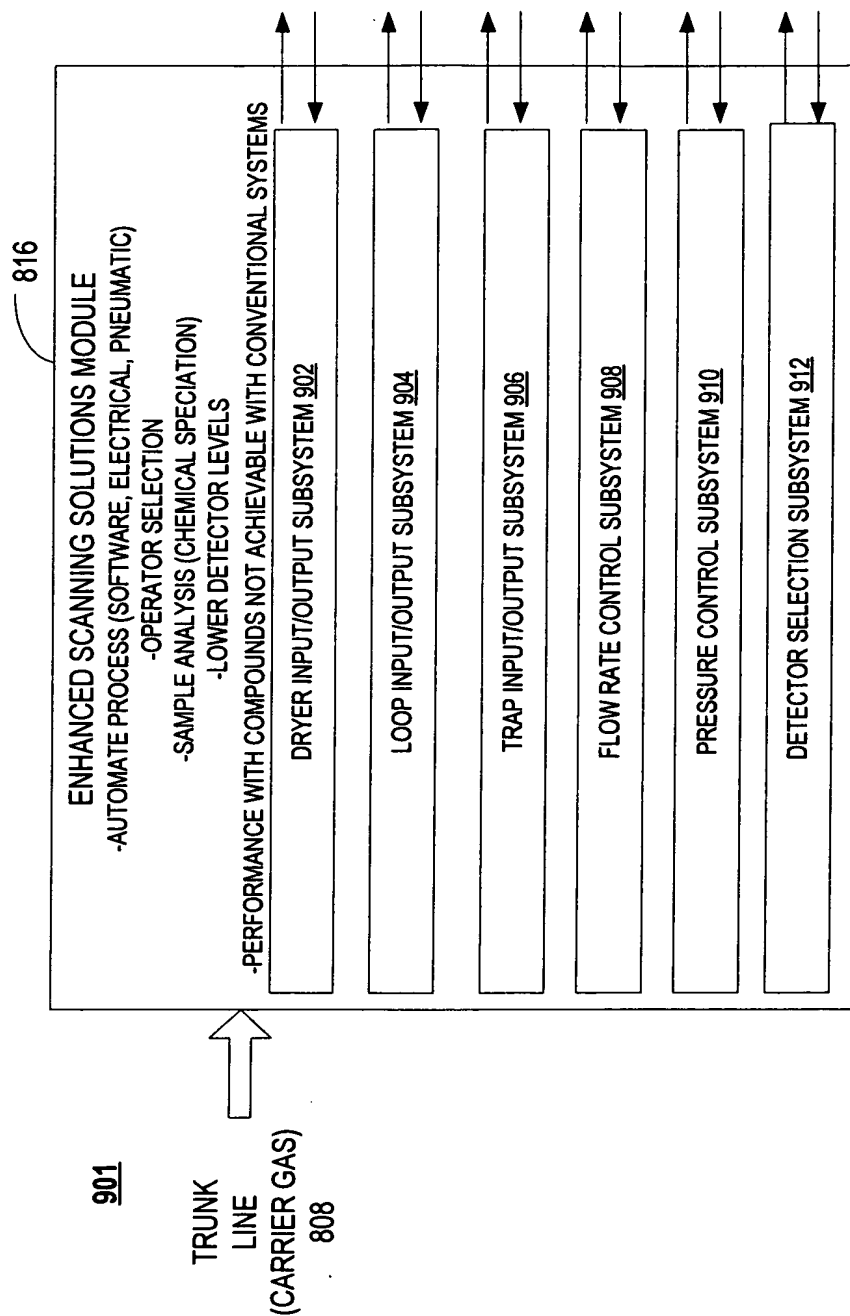 816
ENHANCED SCANNING SOLUTIONS MODULE
-AUTOMATE PROCESS (SOFTWARE, ELECTRICAL, PNEUMATIC)
-OPERATOR SELECTION
-SAMPLE ANALYSIS (CHEMICAL SPECIATION)
-LOWER DETECTOR LEVELS
-PERFORMANCE WITH COMPOUNDS NOT ACHIEVABLE WITH CONVENTIONAL SYSTEMS
DRYER INPUT/OUTPUT SUBSYSTEM 902
LOOP INPUT/OUTPUT SUBSYSTEM 904
TRAP INPUT/OUTPUT SUBSYSTEM 906
FLOW RATE CONTROL SUBSYSTEM 908
PRESSURE CONTROL SUBSYSTEM 910
DETECTOR SELECTION SUBSYSTEM 912
901
TRUNK
LINE
(CARRIER GAS)
808